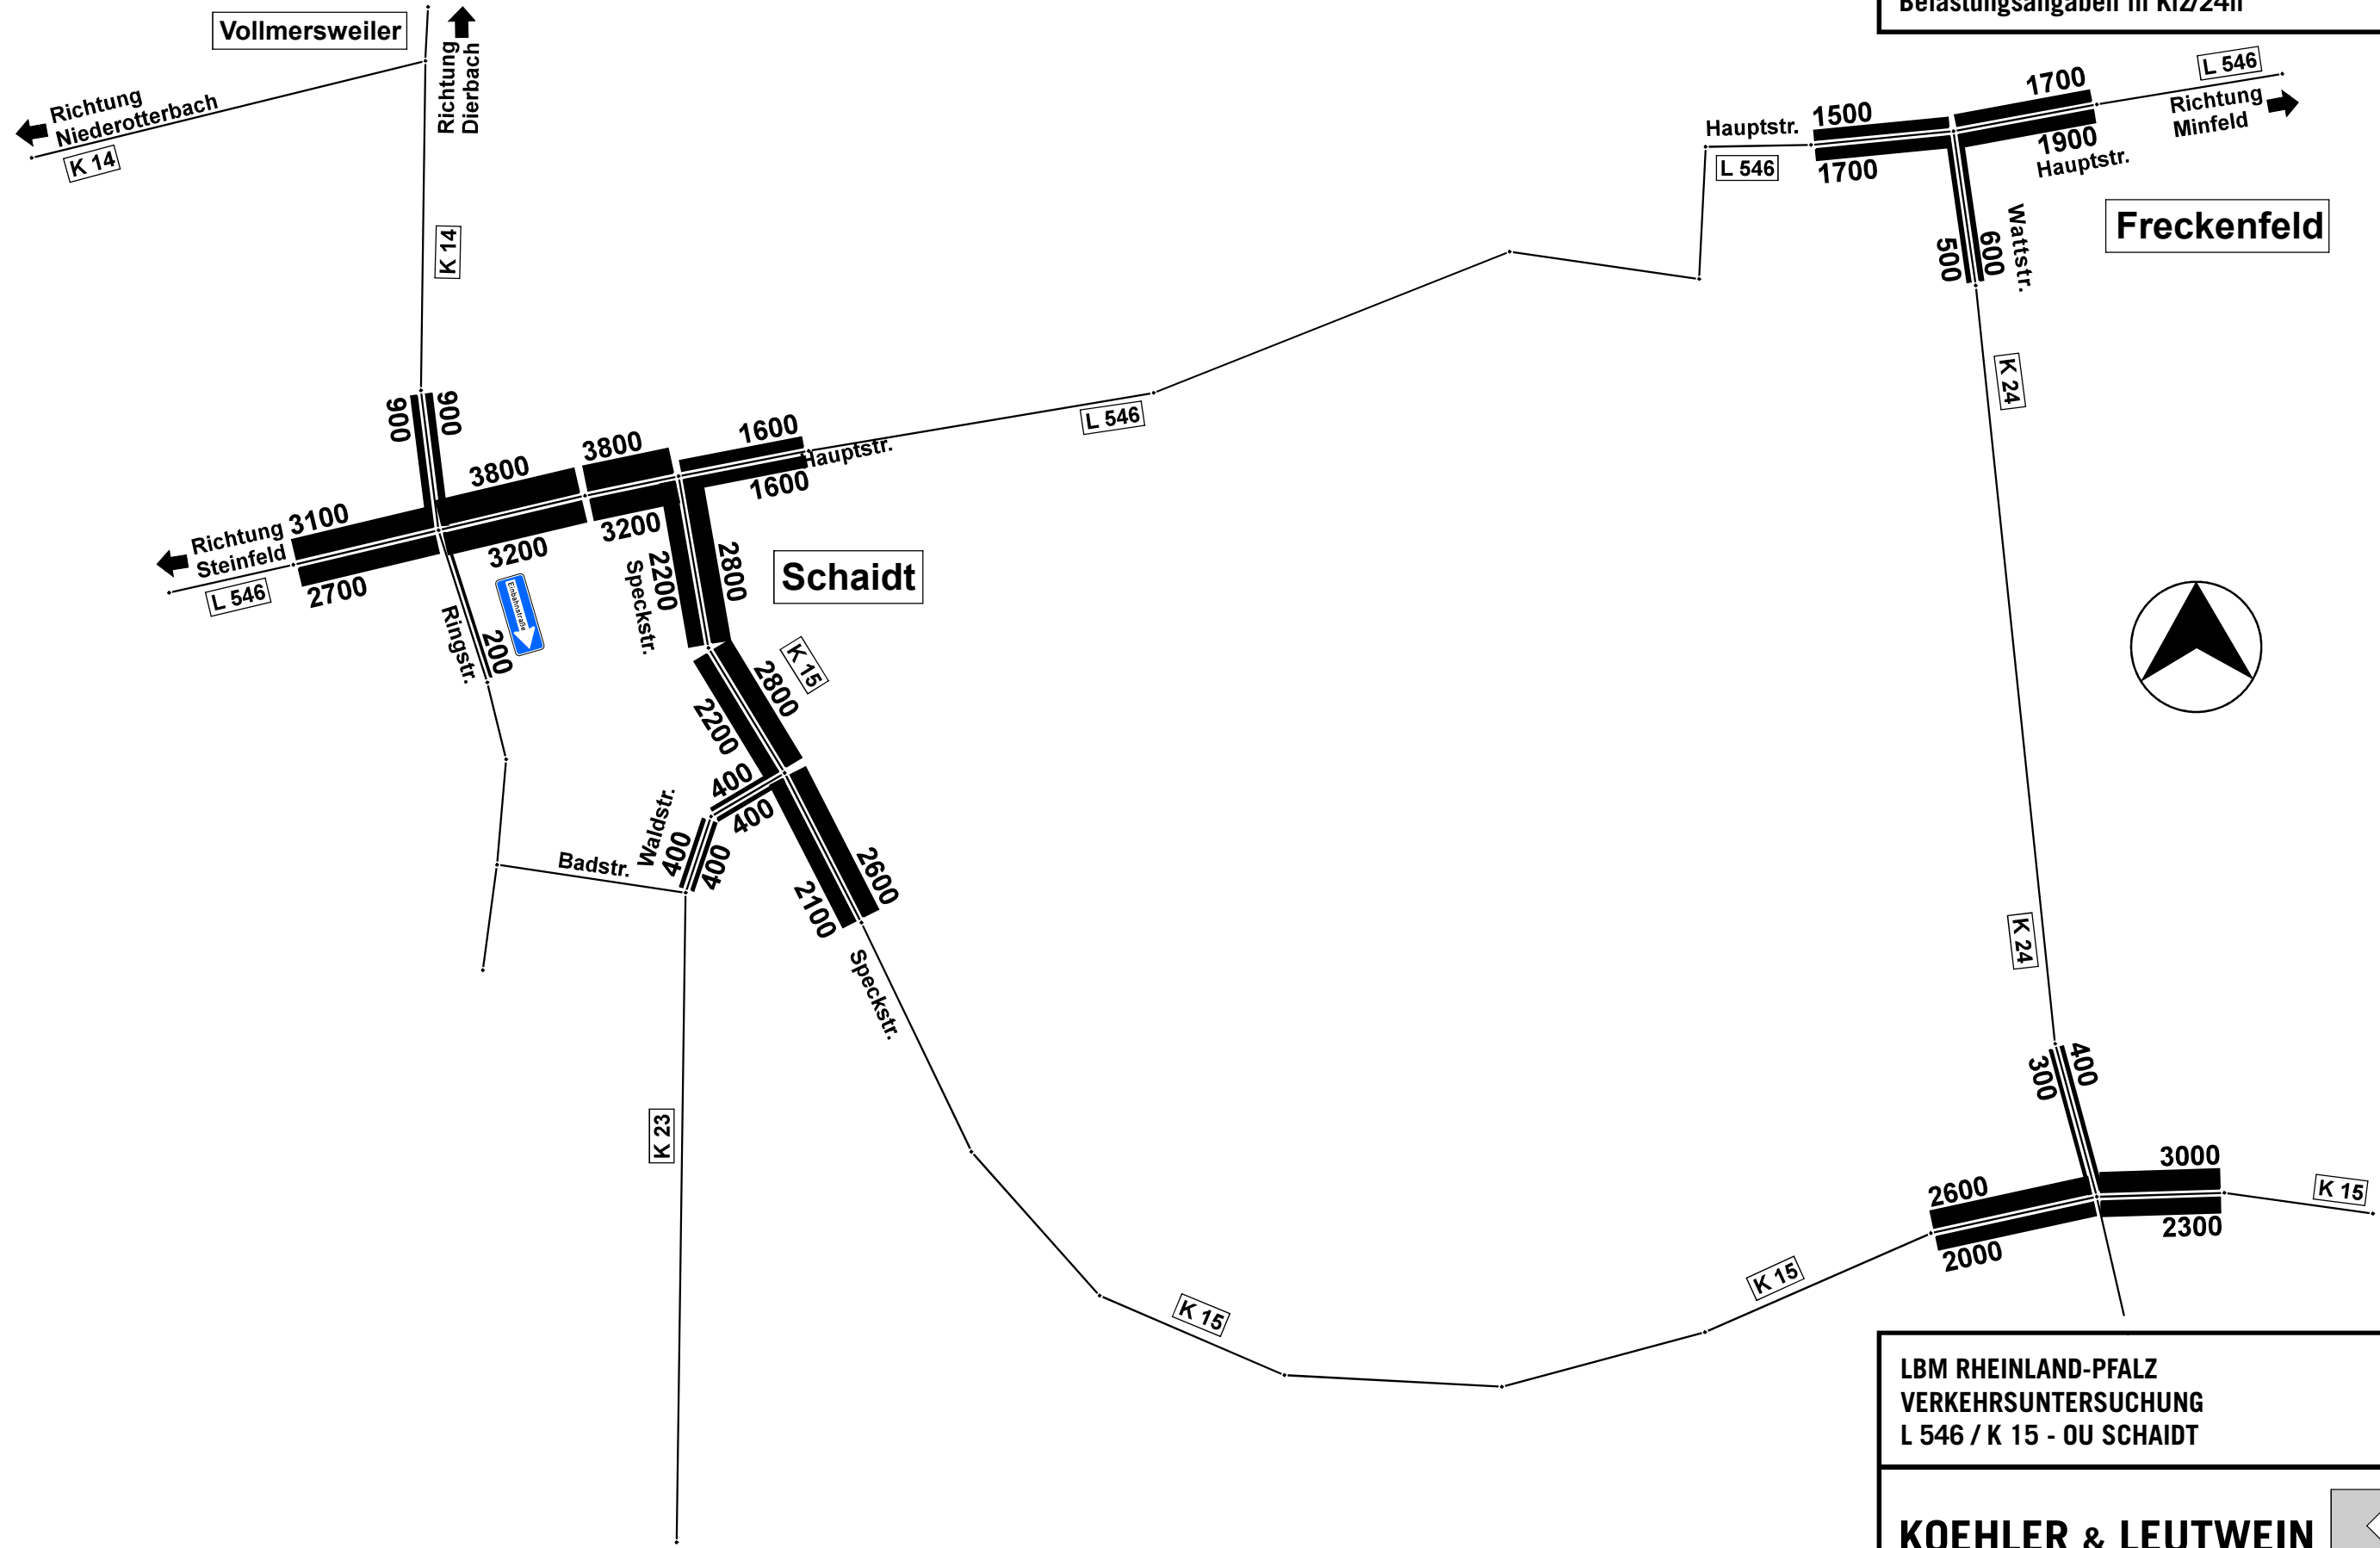 Belastungsangaben in Kfz/24h
Vollmersweiler
Richtung
Dierbach
Richtung
Niederotterbach
K 14
K 14
L 546
1700
Richtung
Minfeld
1500
Hauptstr.
L 546
1700
1900
Hauptstr.
Wattstr.
600
500
Freckenfeld
K 24
L 546
900
900
3800
3800
1600
Hauptstr.
1600
3100
Richtung
Steinfeld
L 546
2700
3200
3200
Einbahnstraße
Ringstr.
200
Speckstr.
2200
2800
Schaidt
K 15
2800
2200
400
400
Waldstr.
400
400
Badstr.
2600
2100
Speckstr.
K 24
K 23
400
300
3000
2300
K 15
2600
2000
K 15
K 15
LBM RHEINLAND-PFALZ
VERKEHRSUNTERSUCHUNG
L 546 / K 15 - OU SCHAIDT
KOEHLER & LEUTWEIN